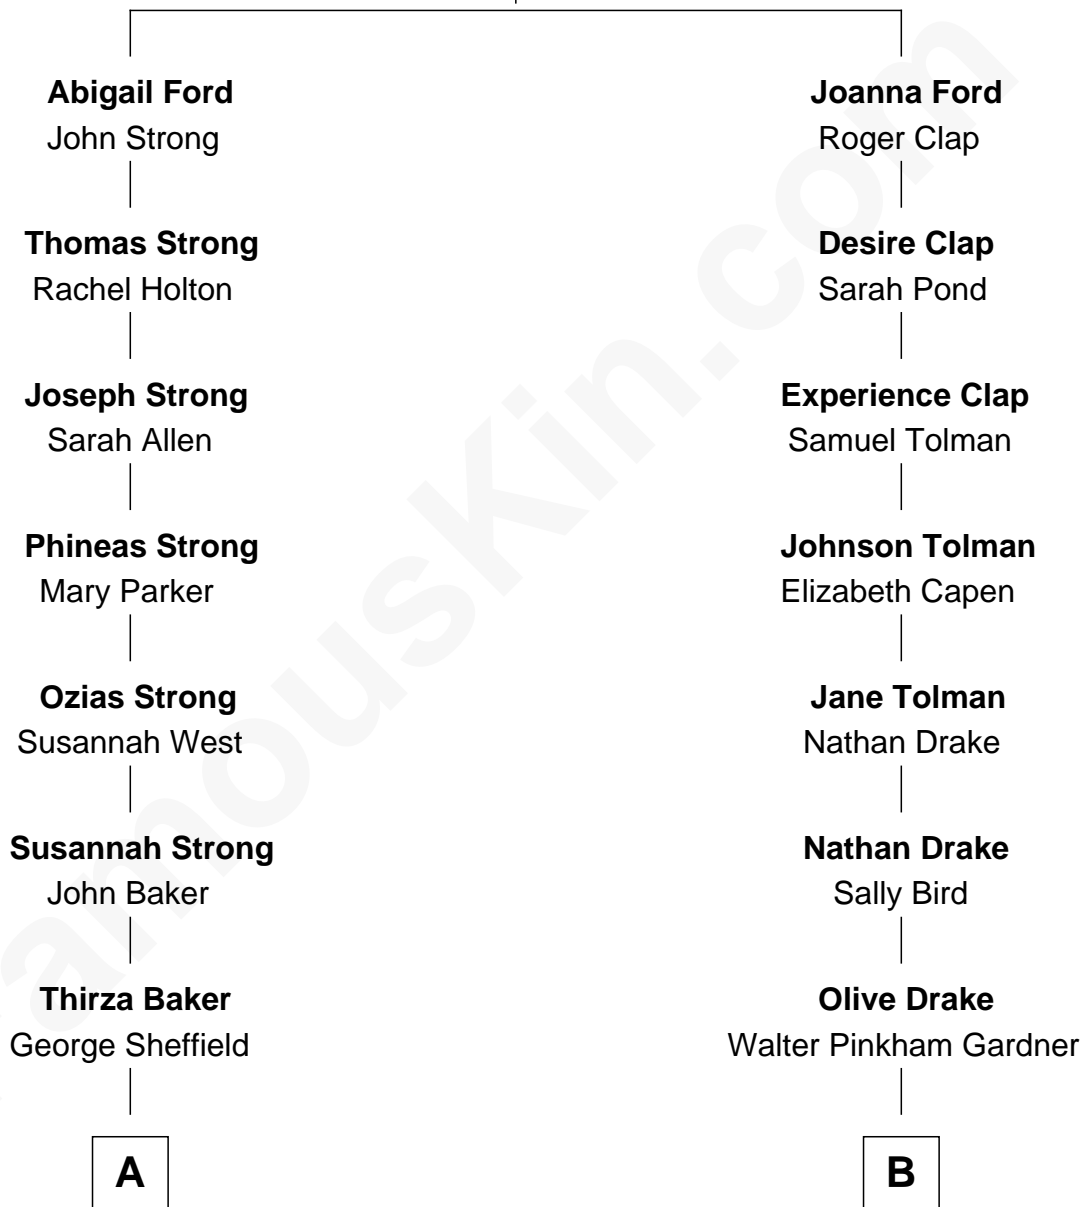 Abigail Ford
John Strong
Thomas Strong
Rachel Holton
Joseph Strong
Sarah Allen
Phineas Strong
Mary Parker
Ozias Strong
Susannah West
Susannah Strong
John Baker
Thirza Baker
George Sheffield
A
Joanna Ford
Roger Clap
Desire Clap
Sarah Pond
Experience Clap
Samuel Tolman
Johnson Tolman
Elizabeth Capen
Jane Tolman
Nathan Drake
Nathan Drake
Sally Bird
Olive Drake
Walter Pinkham Gardner
B
amouskin.com